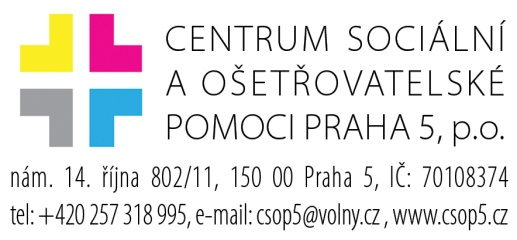 CENTRUM SOCIÁLNÍ
A OŠETŘOVATELSKÉ
POMOCI PRAHA 5, p.o.
nám. 14. října 802/11, 150 00 Praha 5, IČ: 70108374
tel: +420 257 318 995, e-mail: csop5@volny.cz , www.csop5.cz